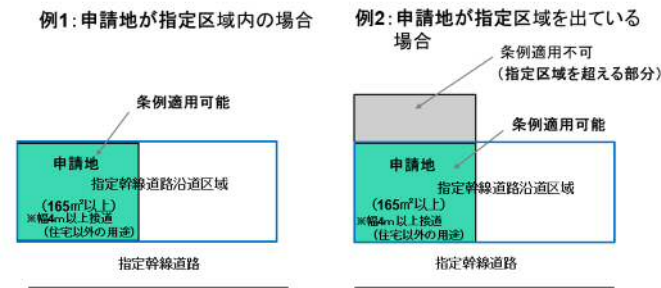 例1:申請地が指定区域内の場合
条例適用可能
申請地
指定幹線道路沿道区域
(165㎡以上)
※幅4m以上接道
(住宅以外の用途)
指定幹線道路
例2:申請地が指定区域を出ている
場合
条例適用不可
(指定区域を超える部分)
条例適用可能
申請地
指定幹線道路沿道区域
(165㎡以上)
※幅4m以上接道
(住宅以外の用途)
指定幹線道路